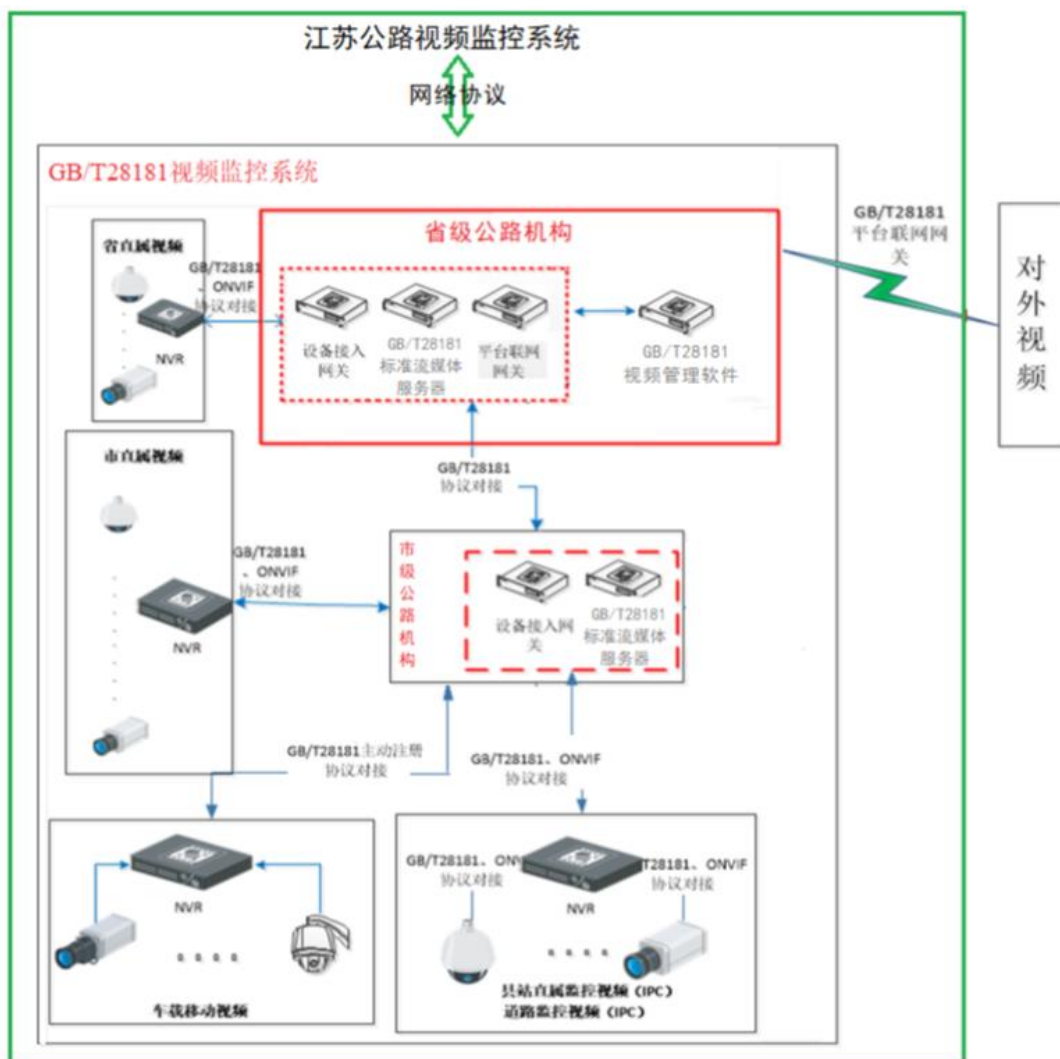 江苏公路视频监控系统
网络协议
GB/T28181视频监控系统
省级公路机构
省直属视频
GB/T28181
、ONVIF
协议对接
NVR
设备接入
网关
GB/T28181
标准流媒体
服务器
平台联网
网关
GB/T28181
视频管理软件
GB/T28181
平台联网网
关
对外视频
市直属视频
GB/T28181
协议对接
GB/T28181
、ONVIF
协议对接
NVR
市级公路机构
设备接入网
关
GB/T28181
标准流媒体
服务器
GB/T28181主动注册
协议对接
GB/T28181、ONVIF
协议对接
NVR
车载移动视频
GB/T28181、ONVI
协议对接
T28181、ONVIF
协议对接
NVR
县站直属监控视频（IPC）
道路监控视频（IPC）